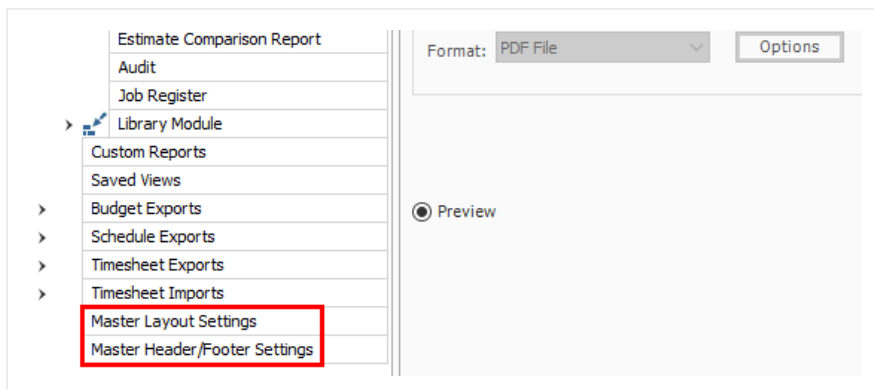 Estimate Comparison Report
Audit
Job Register
Library Module
Custom Reports
Saved Views
Budget Exports
Schedule Exports
Timesheet Exports
Timesheet Imports
Master Layout Settings
Master Header/Footer Settings
Format: PDF File Options
Preview